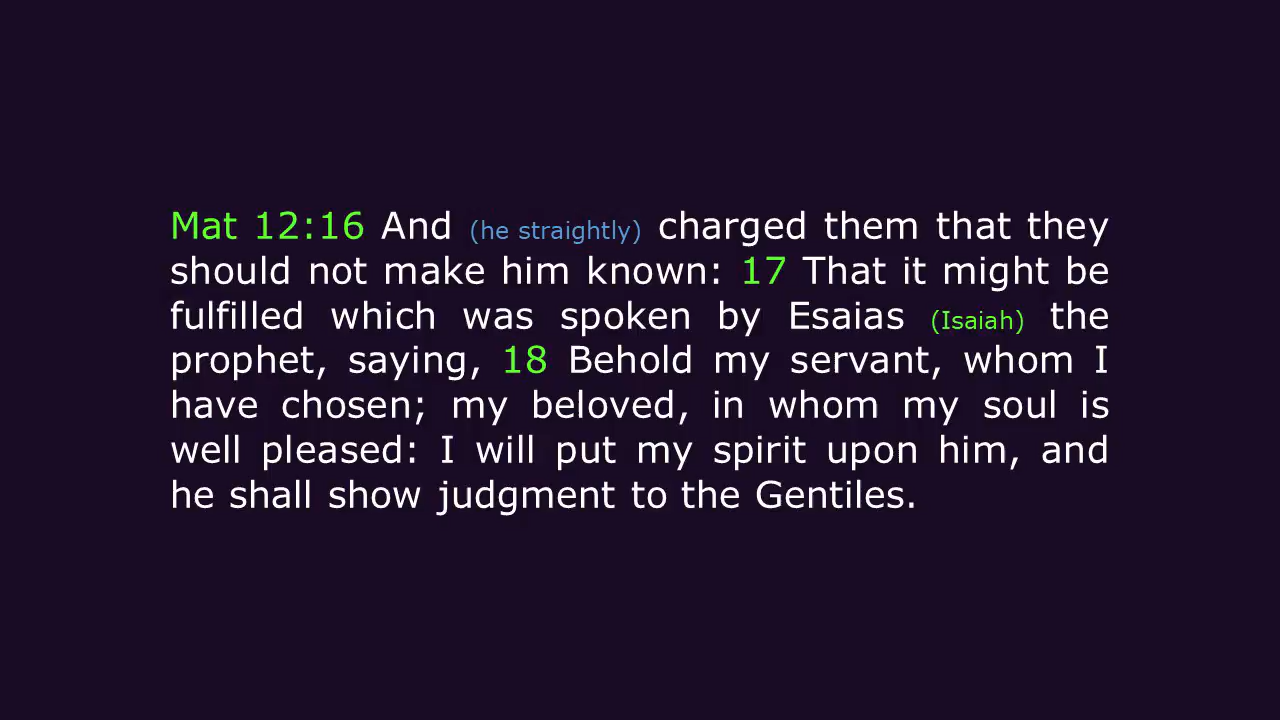 Mat 12:16 And (he straightly) charged them that they
should not make him known: 17 That it might be
fulfilled which was spoken by Esaias (Isaiah) the
prophet, saying, 18 Behold my servant, whom I
have chosen; my beloved, in whom my soul is
well pleased: I will put my spirit upon him, and
he shall show judgment to the Gentiles.